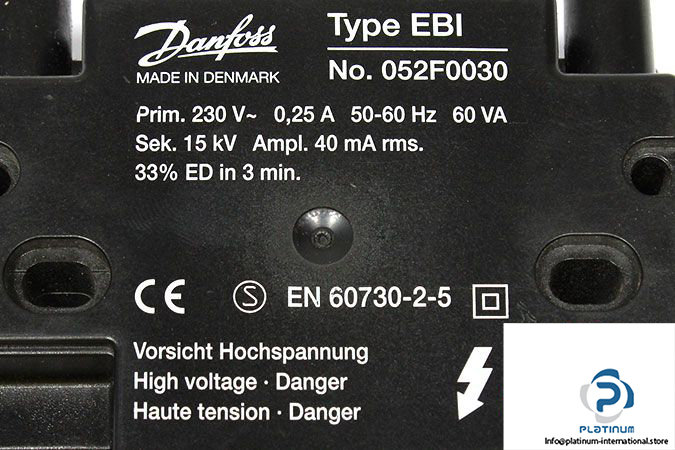 Danfoss
MADE IN DENMARK
Type EBI
No. 052F0030
Prim. 230 V~ 0,25 A 50-60 Hz 60 VA
Sek. 15 kV Ampl. 40 mA rms.
33% ED in 3 min.
CE S EN 60730-2-5
Vorsicht Hochspannung
High voltage · Danger
Haute tension · Danger
PLATINUM
Info@platinum-international.store